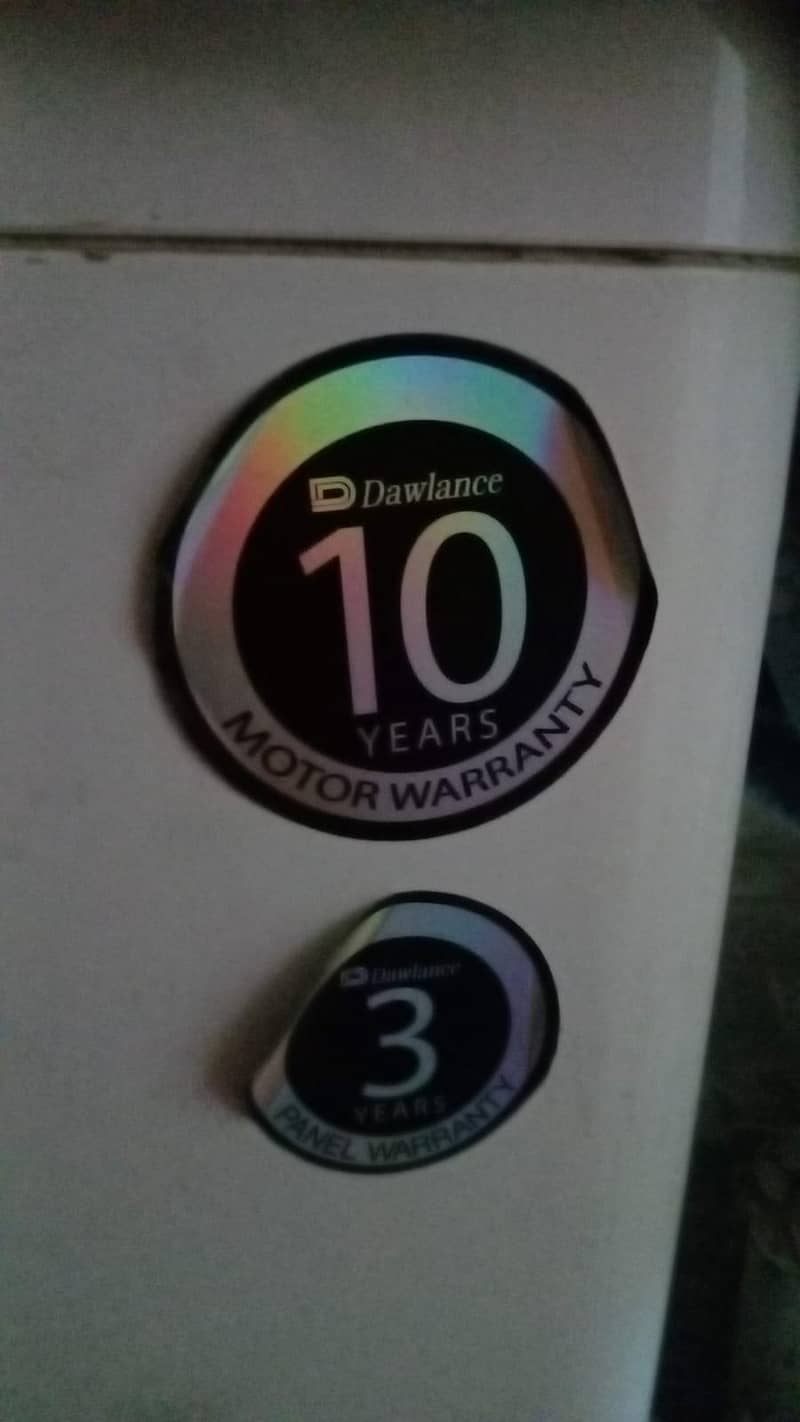 Dawlance
10
YEARS
MOTOR WARRANTY
Dawlance
3
YEARS
PANEL WARRANTY